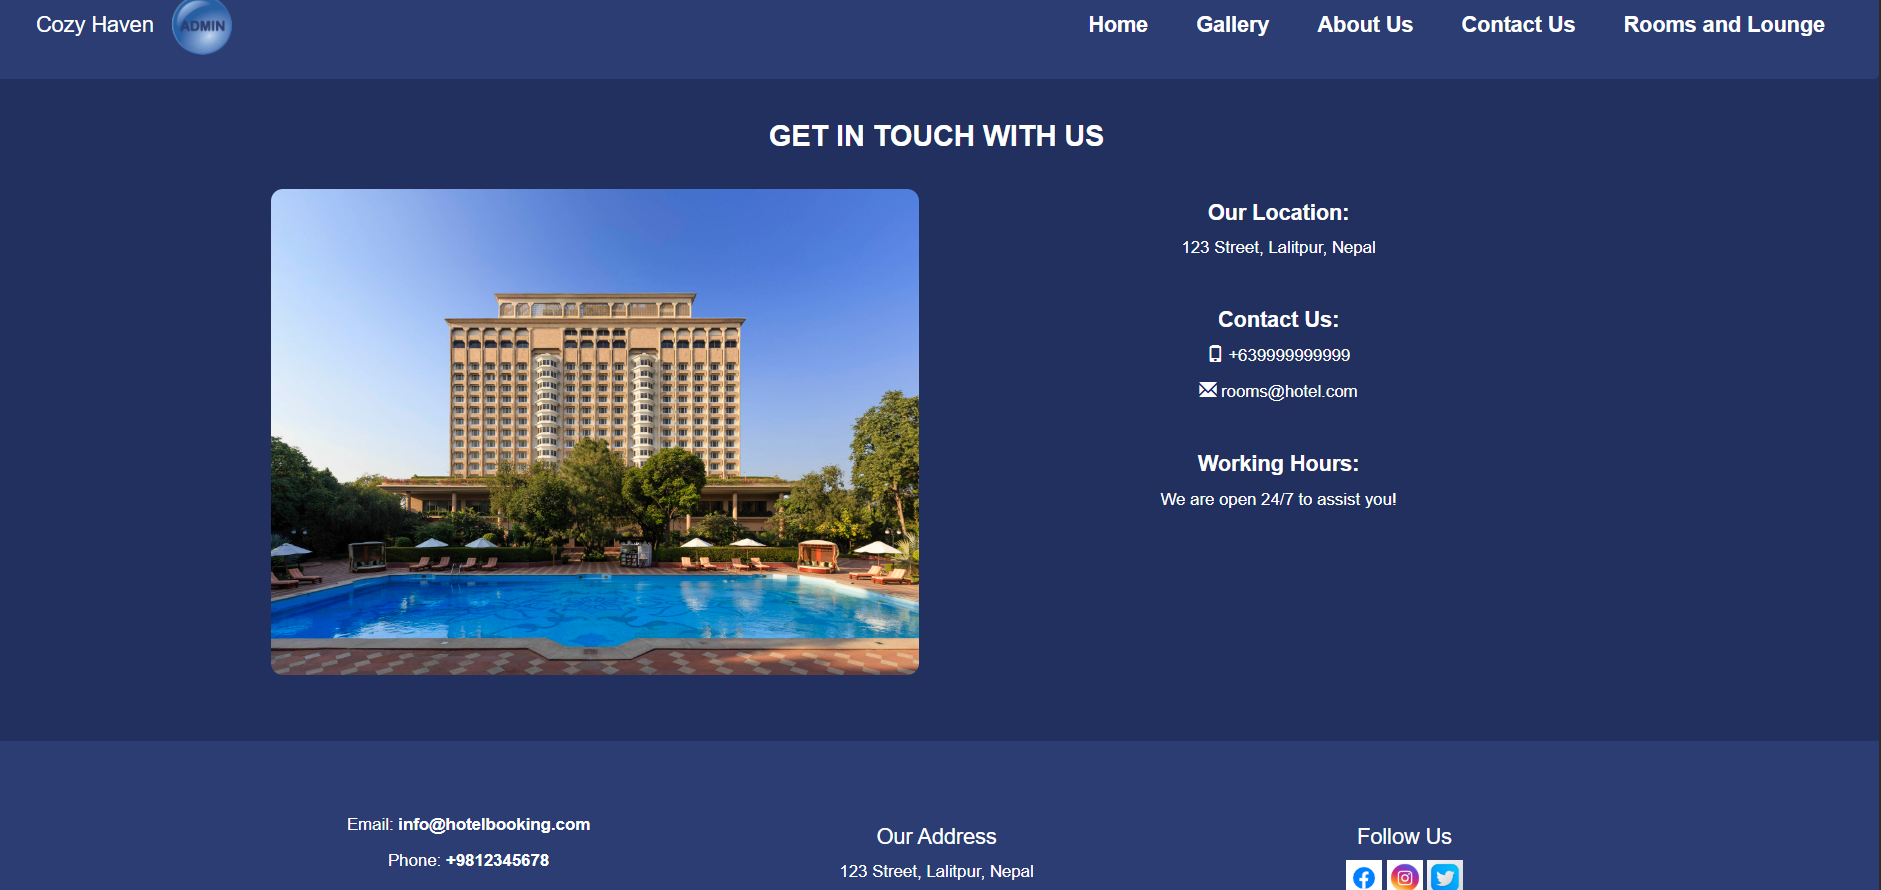 Cozy Haven
ADMIN
Home
Gallery
About Us
Contact Us
Rooms and Lounge
GET IN TOUCH WITH US
Our Location:
123 Street, Lalitpur, Nepal
Contact Us:
+639999999999
rooms@hotel.com
Working Hours:
We are open 24/7 to assist you!
Email: info@hotelbooking.com
Phone: +9812345678
Our Address
123 Street, Lalitpur, Nepal
Follow Us